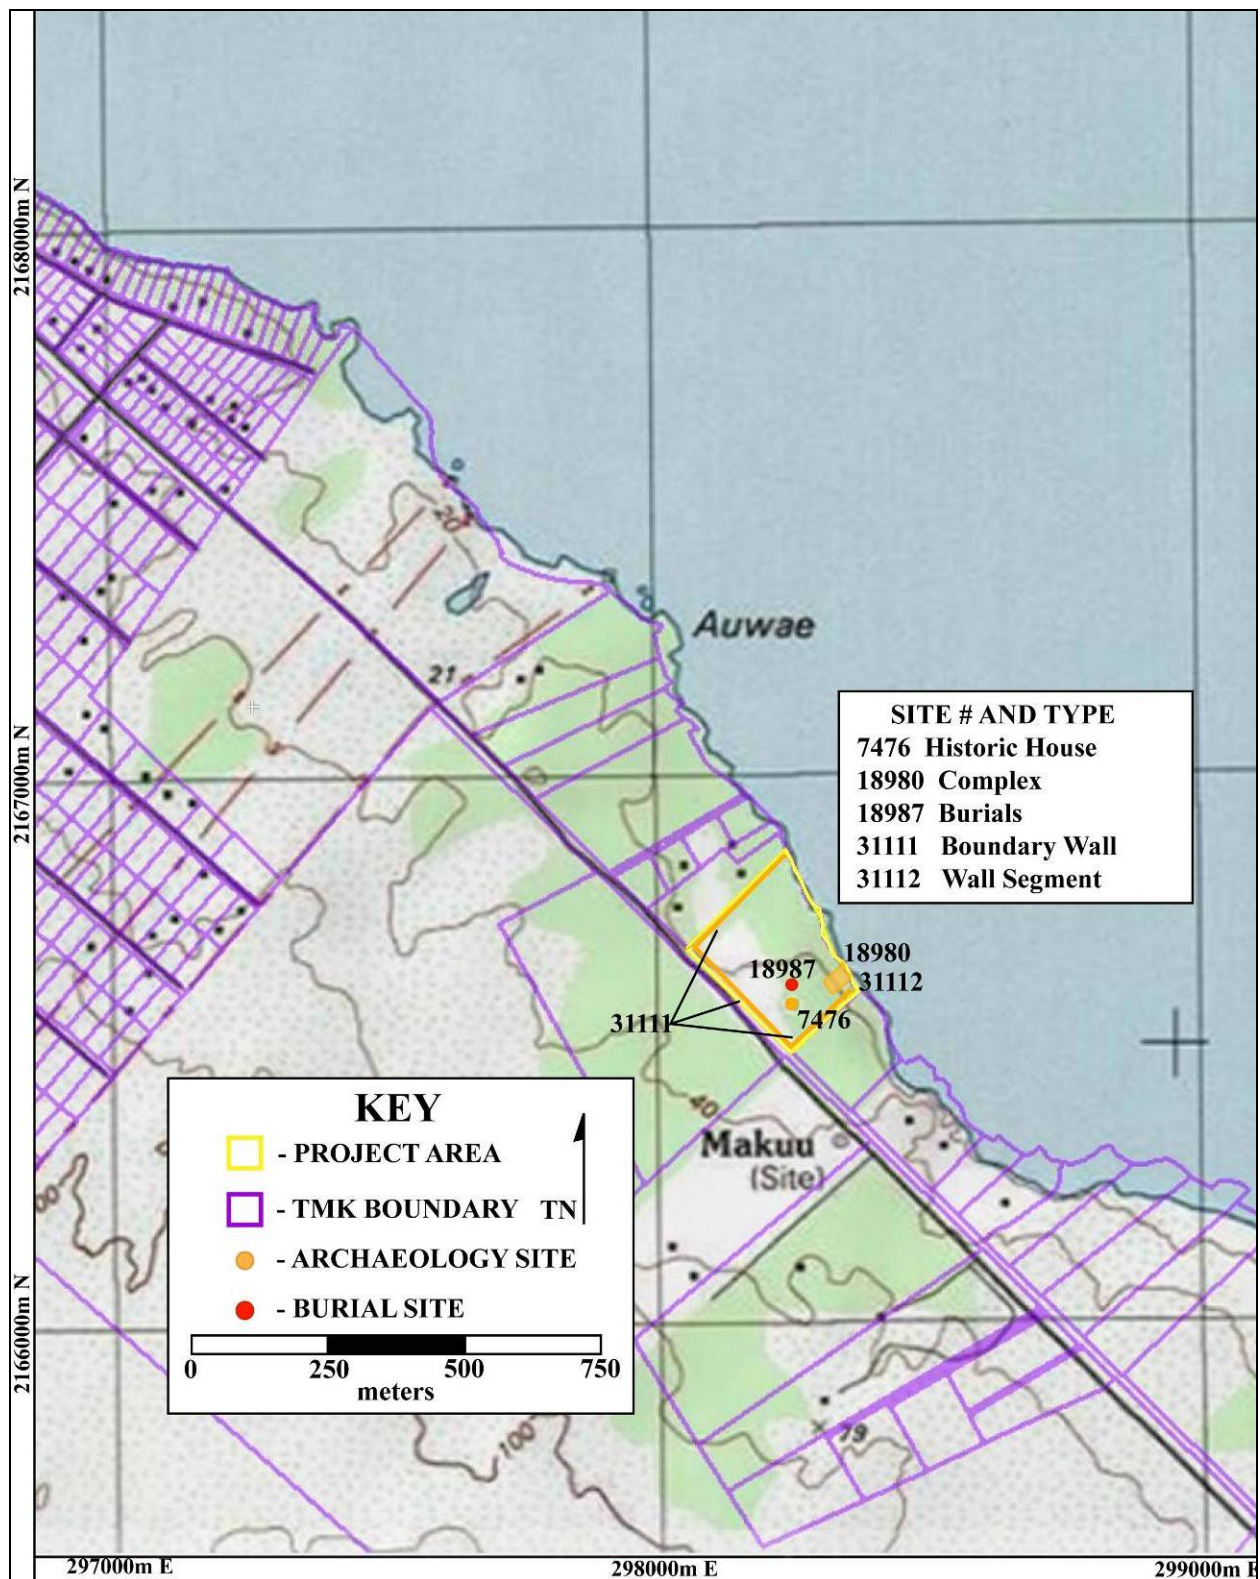 2168000m N
20
Auwae
21
SITE # AND TYPE
7476 Historic House
18980 Complex
18987 Burials
31111 Boundary Wall
31112 Wall Segment
2167000m N
18980
18987
31112
31111
7476
40
Makuu
(Site)
KEY
- PROJECT AREA
- TMK BOUNDARY
TN
- ARCHAEOLOGY SITE
- BURIAL SITE
0 250 500 750
meters
2166000m N
79
100
297000m E
298000m E
299000m E